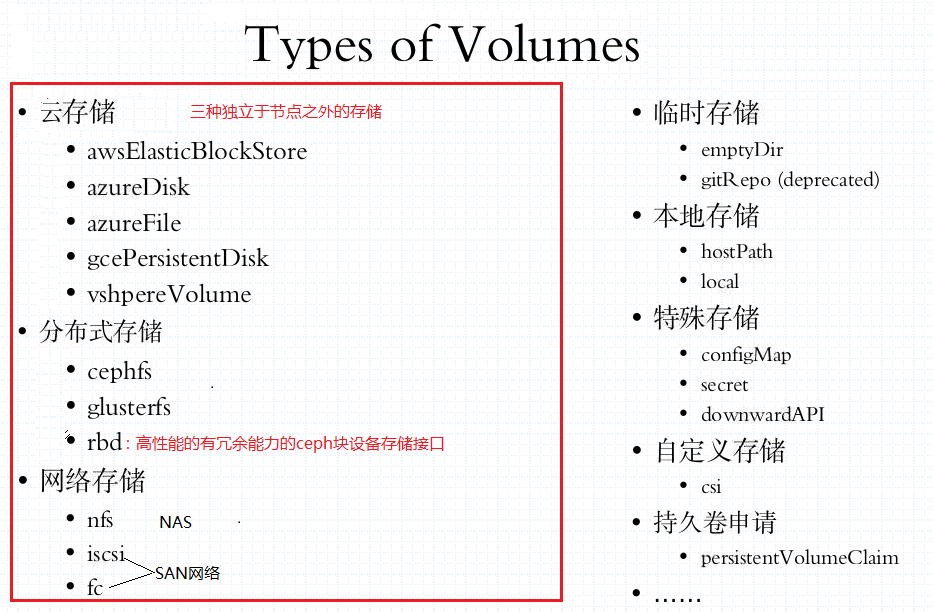 Types of Volumes
• 云存储 三种独立于节点之外的存储
• awsElasticBlockStore
• azureDisk
• azureFile
• gcePersistentDisk
• vshpereVolume
• 分布式存储
• cephfs
• glusterfs
• rbd : 高性能的有冗余能力的ceph块设备存储接口
• 网络存储
• nfs NAS
• iscsi
SAN网络
• fc
• 临时存储
• emptyDir
• gitRepo (deprecated)
• 本地存储
• hostPath
• local
• 特殊存储
• configMap
• secret
• downwardAPI
• 自定义存储
• csi
• 持久卷申请
• persistentVolumeClaim
• ……